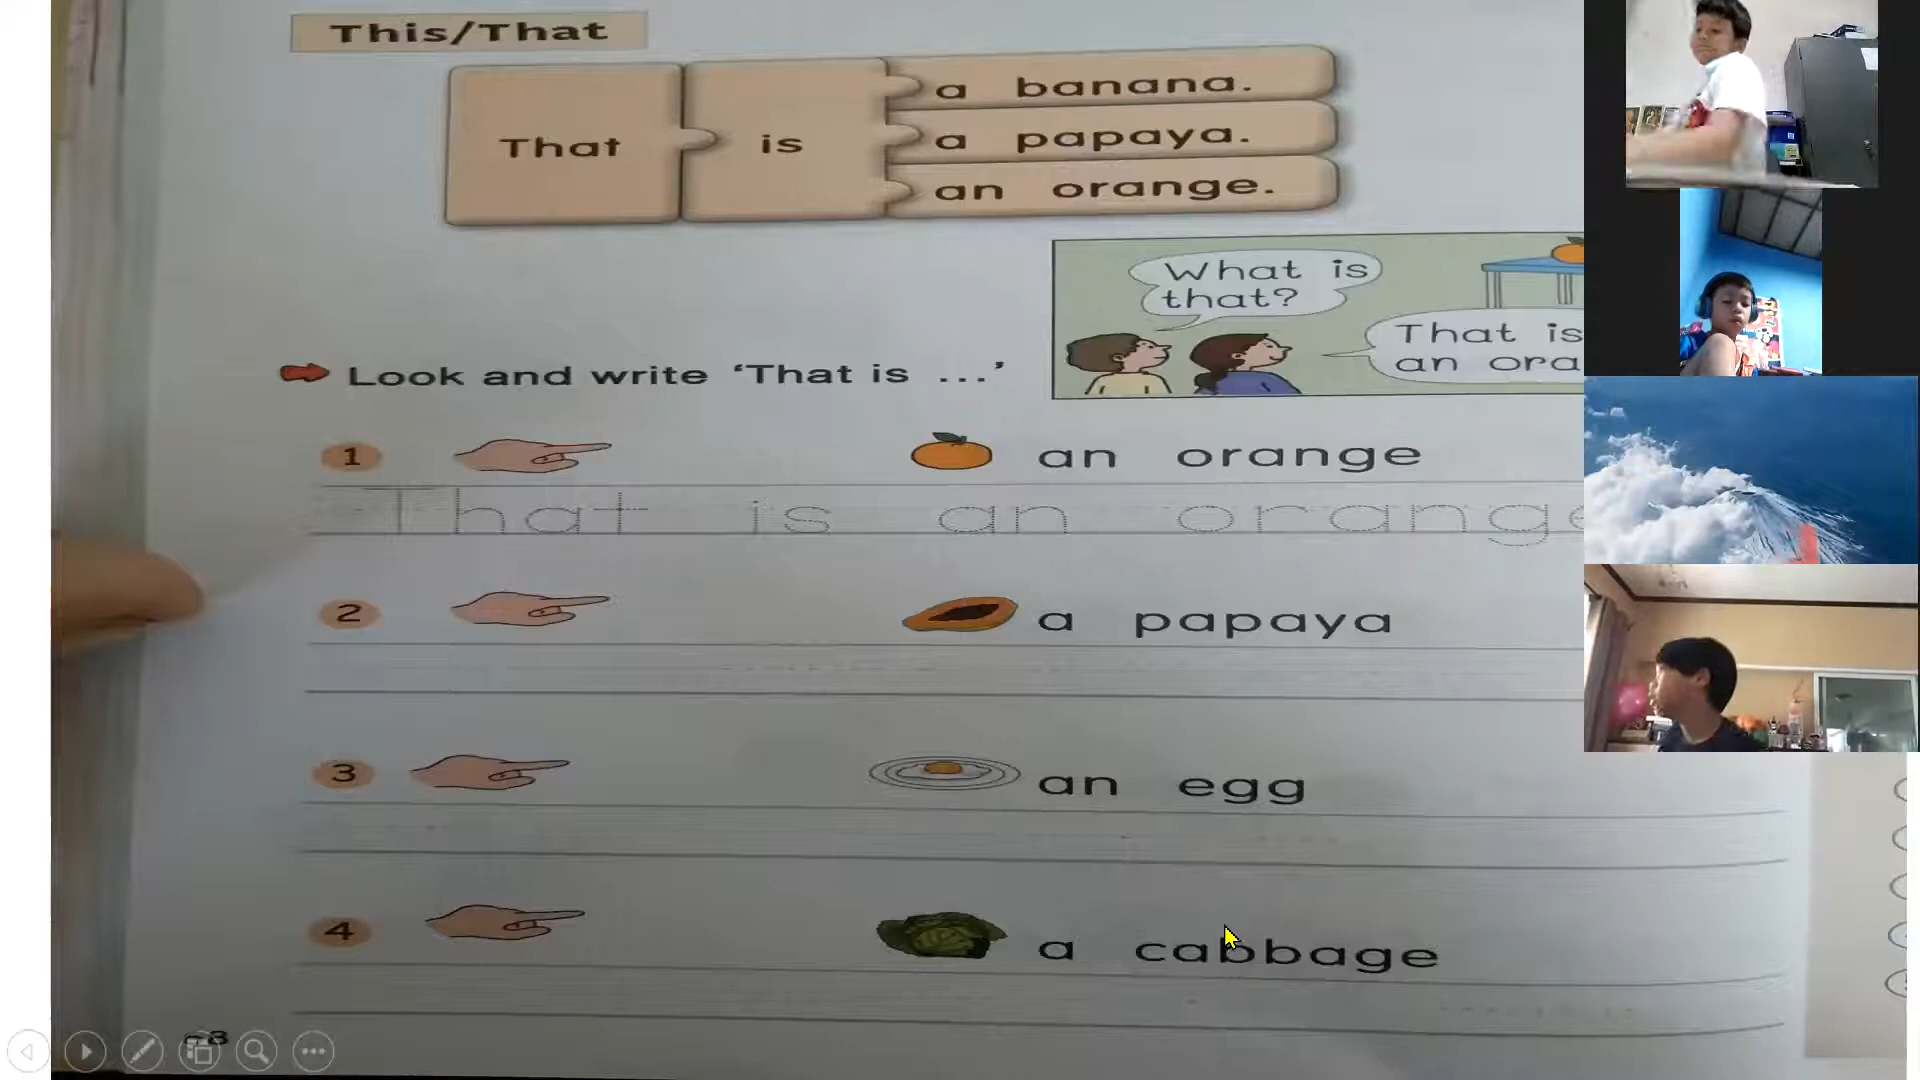 This/That
That is
a banana.
a papaya.
an orange.
What is
that?
That is
an ora
Look and write ‘That is ...’
1 an orange
That is an orange
2 a papaya
3 an egg
4 a cabbage